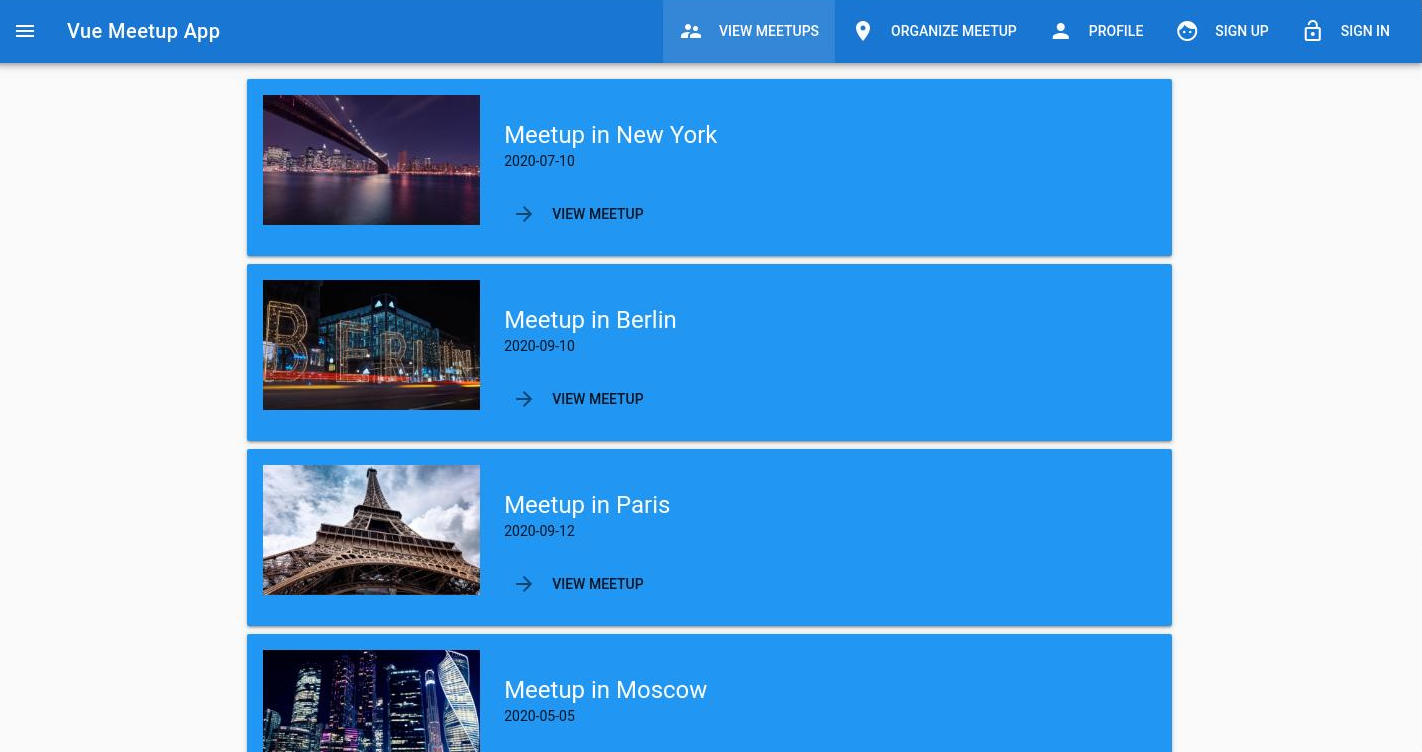 Vue Meetup App
VIEW MEETUPS
ORGANIZE MEETUP
PROFILE
SIGN UP
SIGN IN
Meetup in New York
2020-07-10
VIEW MEETUP
BERLIN
Meetup in Berlin
2020-09-10
VIEW MEETUP
Meetup in Paris
2020-09-12
VIEW MEETUP
Meetup in Moscow
2020-05-05